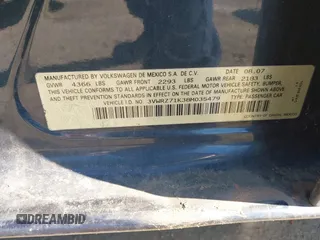 MANUFACTURED BY VOLKSWAGEN DE MEXICO S.A. DE C.V. DATE 08.07
GVWR 4366 LBS GAWR FRONT 2293 LBS GAWR REAR 2183 LBS
THIS VEHICLE CONFORMS TO ALL APPLICABLE U.S. FEDERAL MOTOR VEHICLE SAFETY, BUMPER,
AND THEFT PREVENTION STANDARDS IN EFFECT ON THE DATE OF MANUFACTURE SHOWN ABOVE.
VEHICLE I. NO. 3VWRZ71K38M035479 TYPE: PASSENGER CAR
DREAMBID